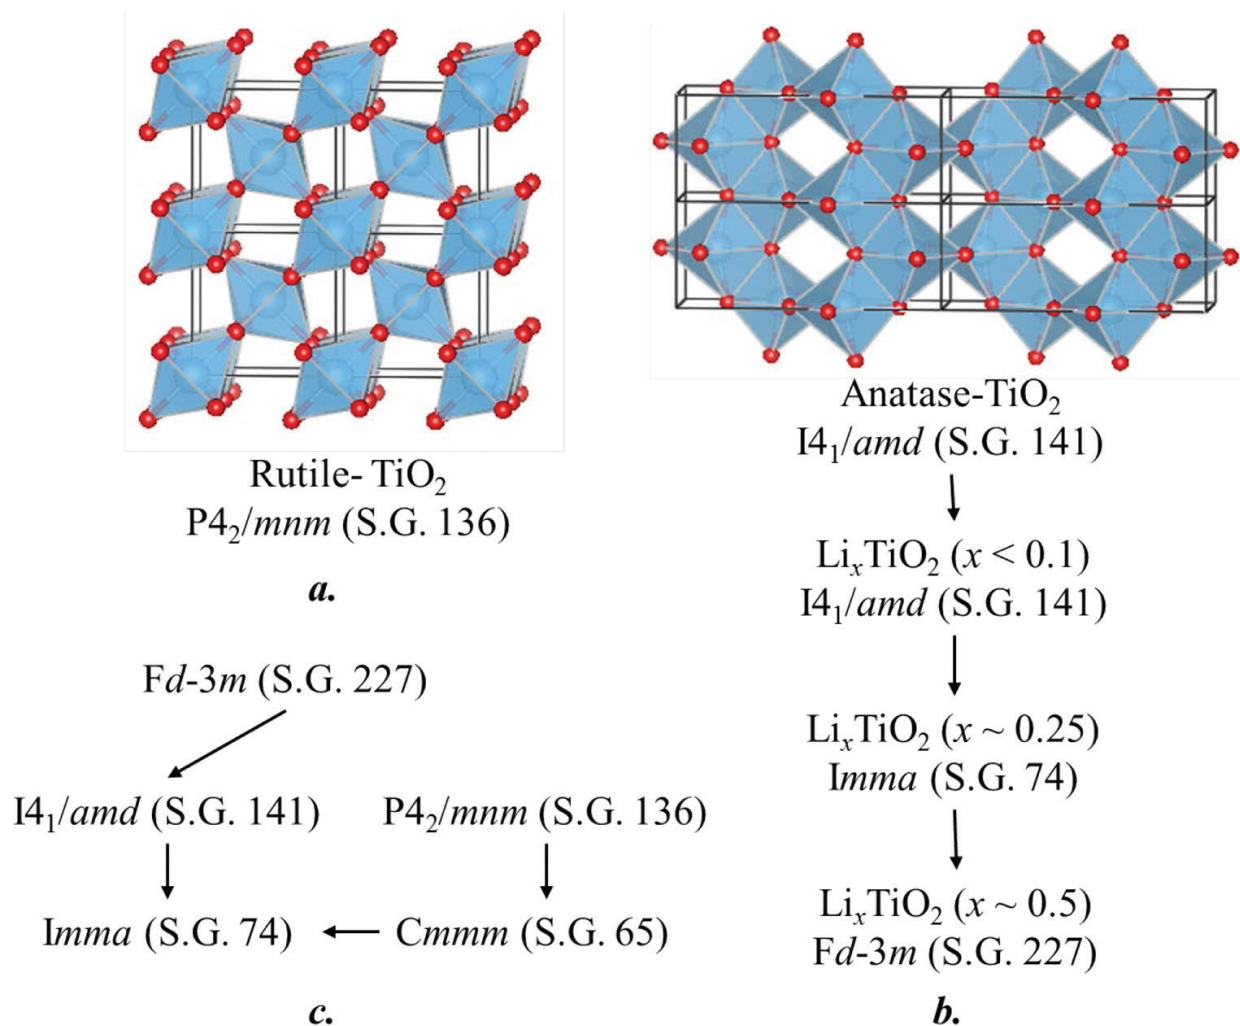 Rutile- TiO₂
P4₂/mnm (S.G. 136)
a.
Anatase-TiO₂
I4₁/amd (S.G. 141)
LiₓTiO₂ (x < 0.1)
I4₁/amd (S.G. 141)
LiₓTiO₂ (x ~ 0.25)
Imma (S.G. 74)
LiₓTiO₂ (x ~ 0.5)
Fd-3m (S.G. 227)
b.
Fd-3m (S.G. 227)
I4₁/amd (S.G. 141)
P4₂/mnm (S.G. 136)
Imma (S.G. 74)
Cmmm (S.G. 65)
c.